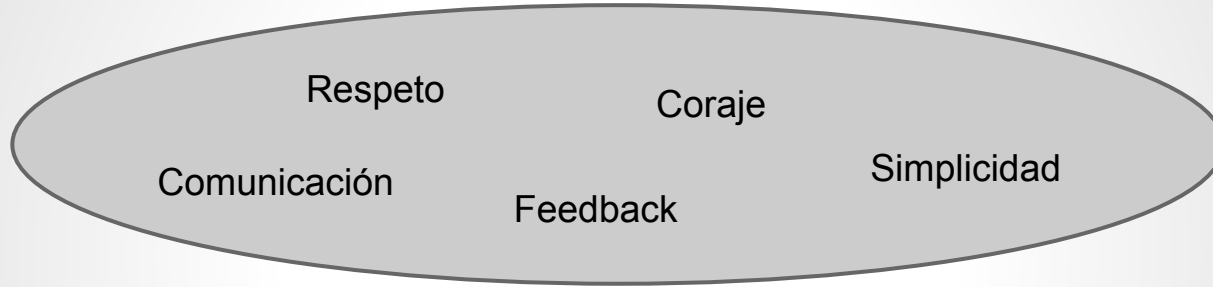 Respeto
Coraje
Simplicidad
Comunicación
Feedback